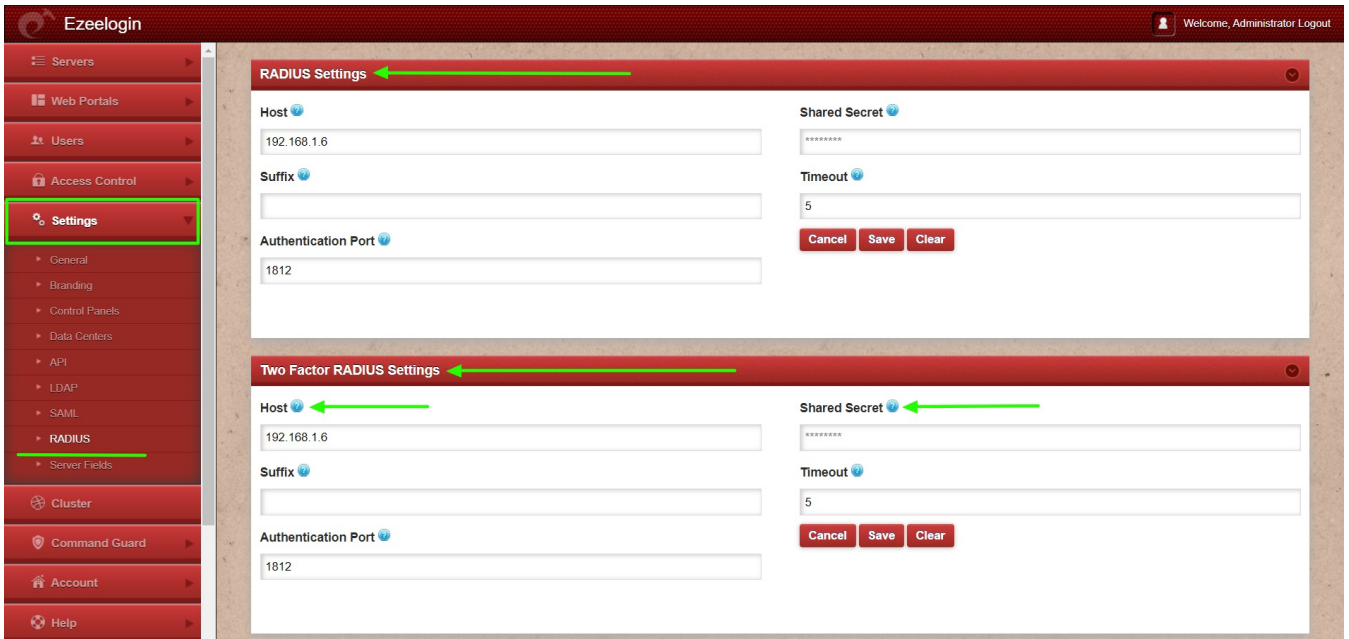 Ezeelogin
Welcome, Administrator Logout
Servers
Web Portals
Users
Access Control
Settings
General
Branding
Control Panels
Data Centers
API
LDAP
SAML
RADIUS
Server Fields
Cluster
Command Guard
Account
Help
RADIUS Settings
Host ?
192.168.1.6
Suffix ?
Authentication Port ?
1812
Shared Secret ?
********
Timeout ?
5
Cancel Save Clear
Two Factor RADIUS Settings
Host ?
192.168.1.6
Suffix ?
Authentication Port ?
1812
Shared Secret ?
********
Timeout ?
5
Cancel Save Clear